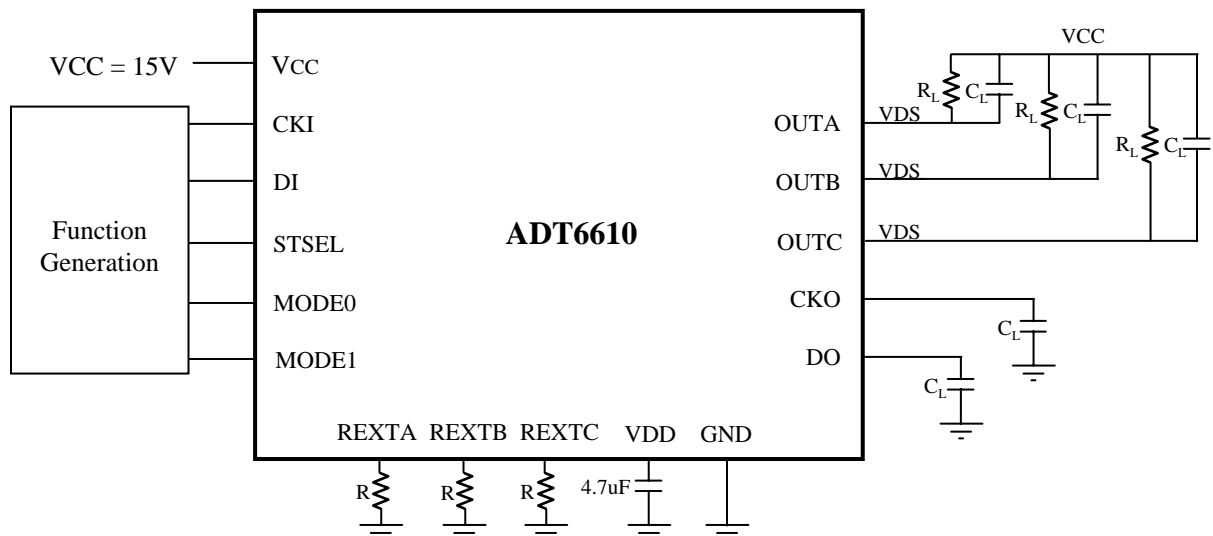 VCC = 15V
Function
Generation
VCC
CKI
DI
STSEL
MODE0
MODE1
ADT6610
OUTA
OUTB
OUTC
CKO
DO
REXTA REXTB REXTC VDD GND
R R R 4.7uF
VCC
RL CL RL CL RL CL
VDS
VDS
VDS
CL
CL